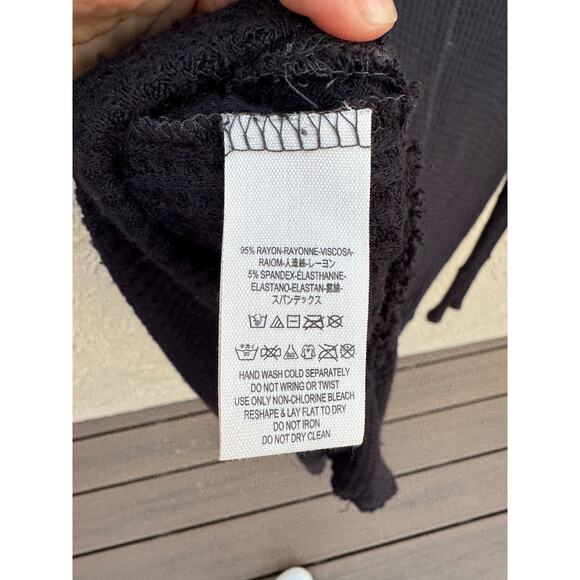 95% RAYON-RAYONNE-VISCOSA-
RAIOM-人造絲-レーヨン
5% SPANDEX-ÉLASTHANNE-
ELASTANO-ELASTAN-氨綸-
スパンデックス
HAND WASH COLD SEPARATELY
DO NOT WRING OR TWIST
USE ONLY NON-CHLORINE BLEACH
RESHAPE & LAY FLAT TO DRY
DO NOT IRON
DO NOT DRY CLEAN